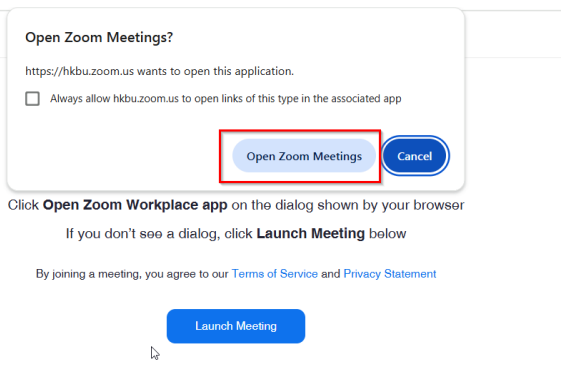 Open Zoom Meetings?
https://hkbu.zoom.us wants to open this application.
Always allow hkbu.zoom.us to open links of this type in the associated app
Open Zoom Meetings Cancel
Click Open Zoom Workplace app on the dialog shown by your browser
If you don't see a dialog, click Launch Meeting below
By joining a meeting, you agree to our Terms of Service and Privacy Statement
Launch Meeting